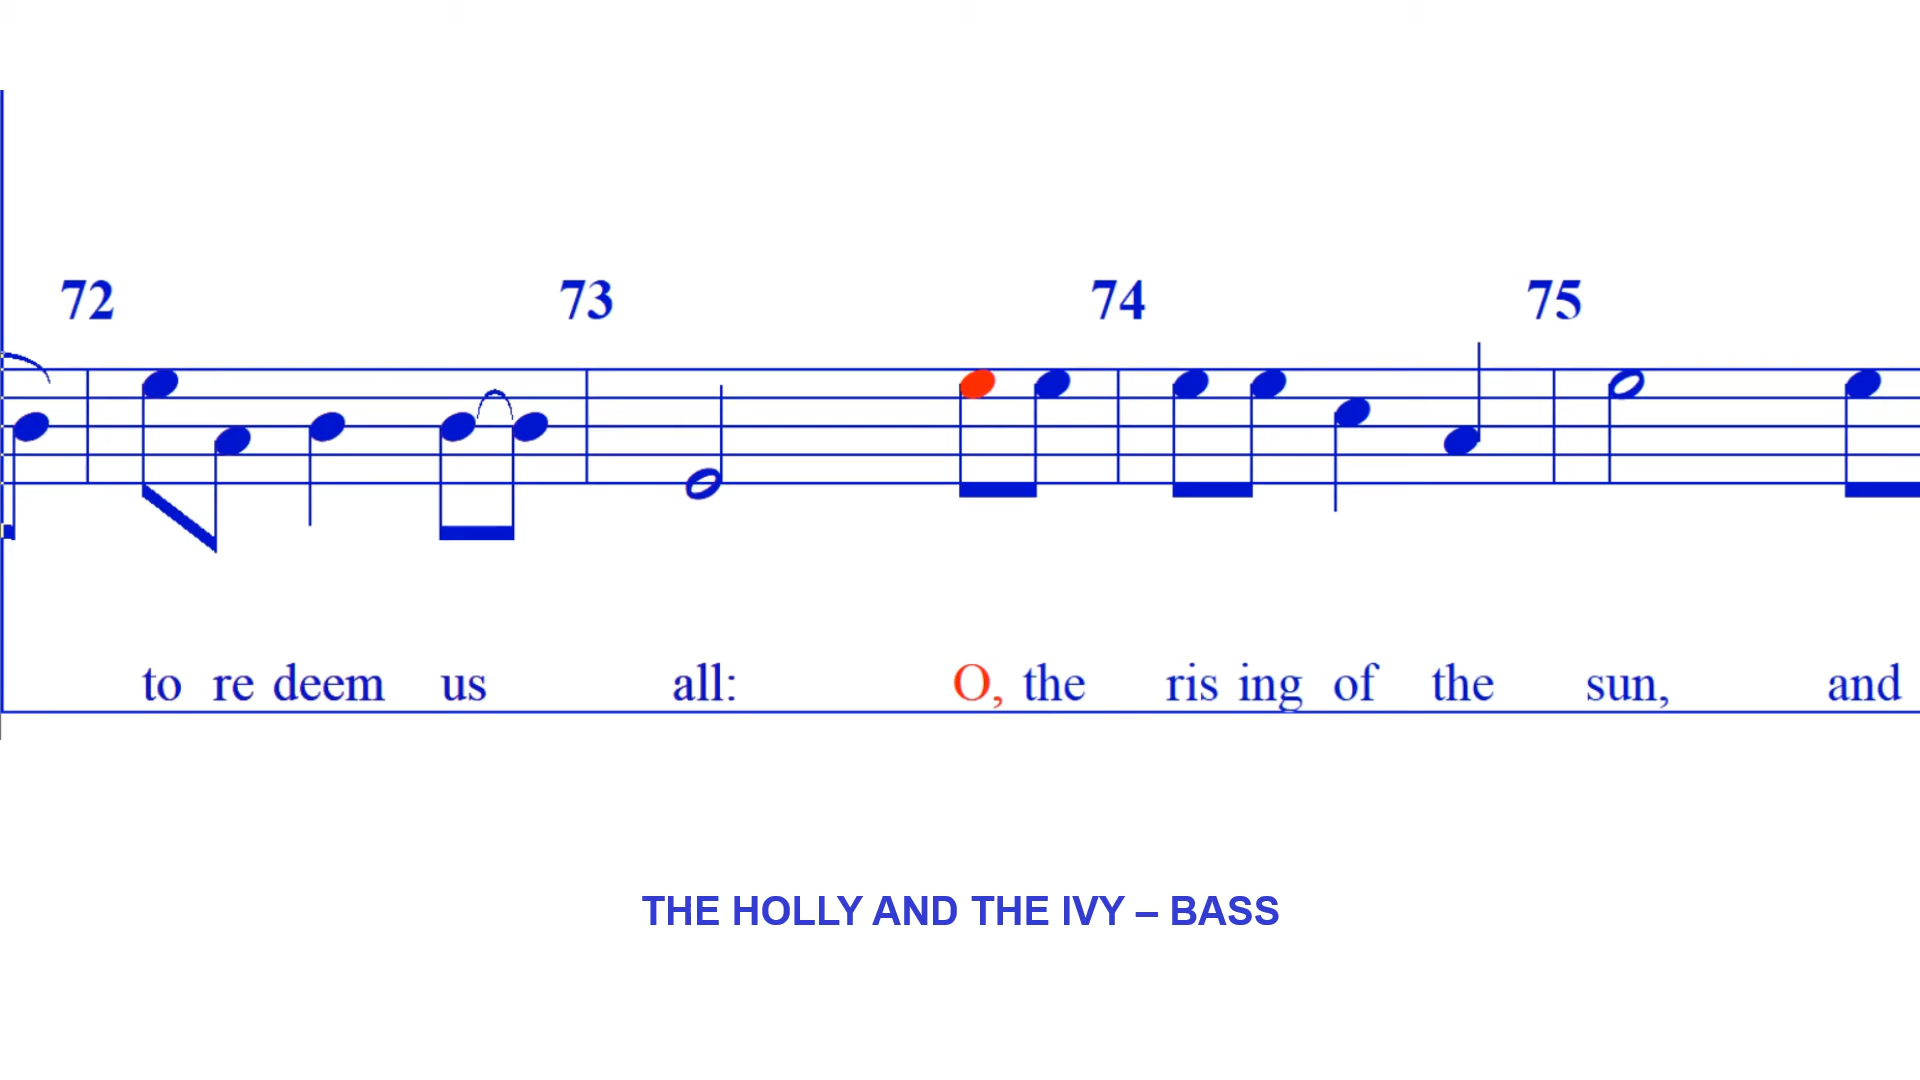 72 73 74 75
to re deem us all: O, the ris ing of the sun, and
THE HOLLY AND THE IVY – BASS